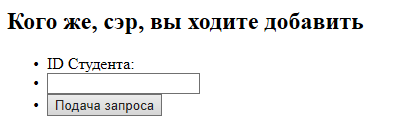 Кого же, сэр, вы ходите добавить
ID Студента:
Подача запроса